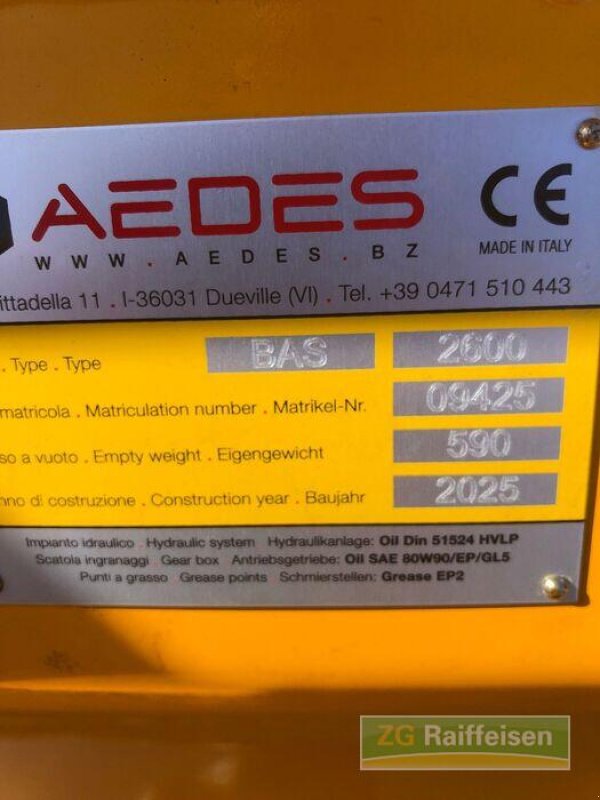 AEDES CE
WWW.AEDES.BZ MADE IN ITALY
ittadella 11 . I-36031 Dueville (VI) . Tel. +39 0471 510 443
. Type . Type BAS 2600
matricola . Matriculation number . Matrikel-Nr. 09425
so a vuoto . Empty weight . Eigengewicht 590
nno di costruzione . Construction year . Baujahr 2025
Impianto idraulico . Hydraulic system Hydraulikanlage: Oil Din 51524 HVLP
Scatola ingranaggi . Gear box . Antriebsgetriebe: Oil SAE 80W90/EP/GL5
Punti a grasso . Grease points . Schmierstellen: Grease EP2
ZG Raiffeisen